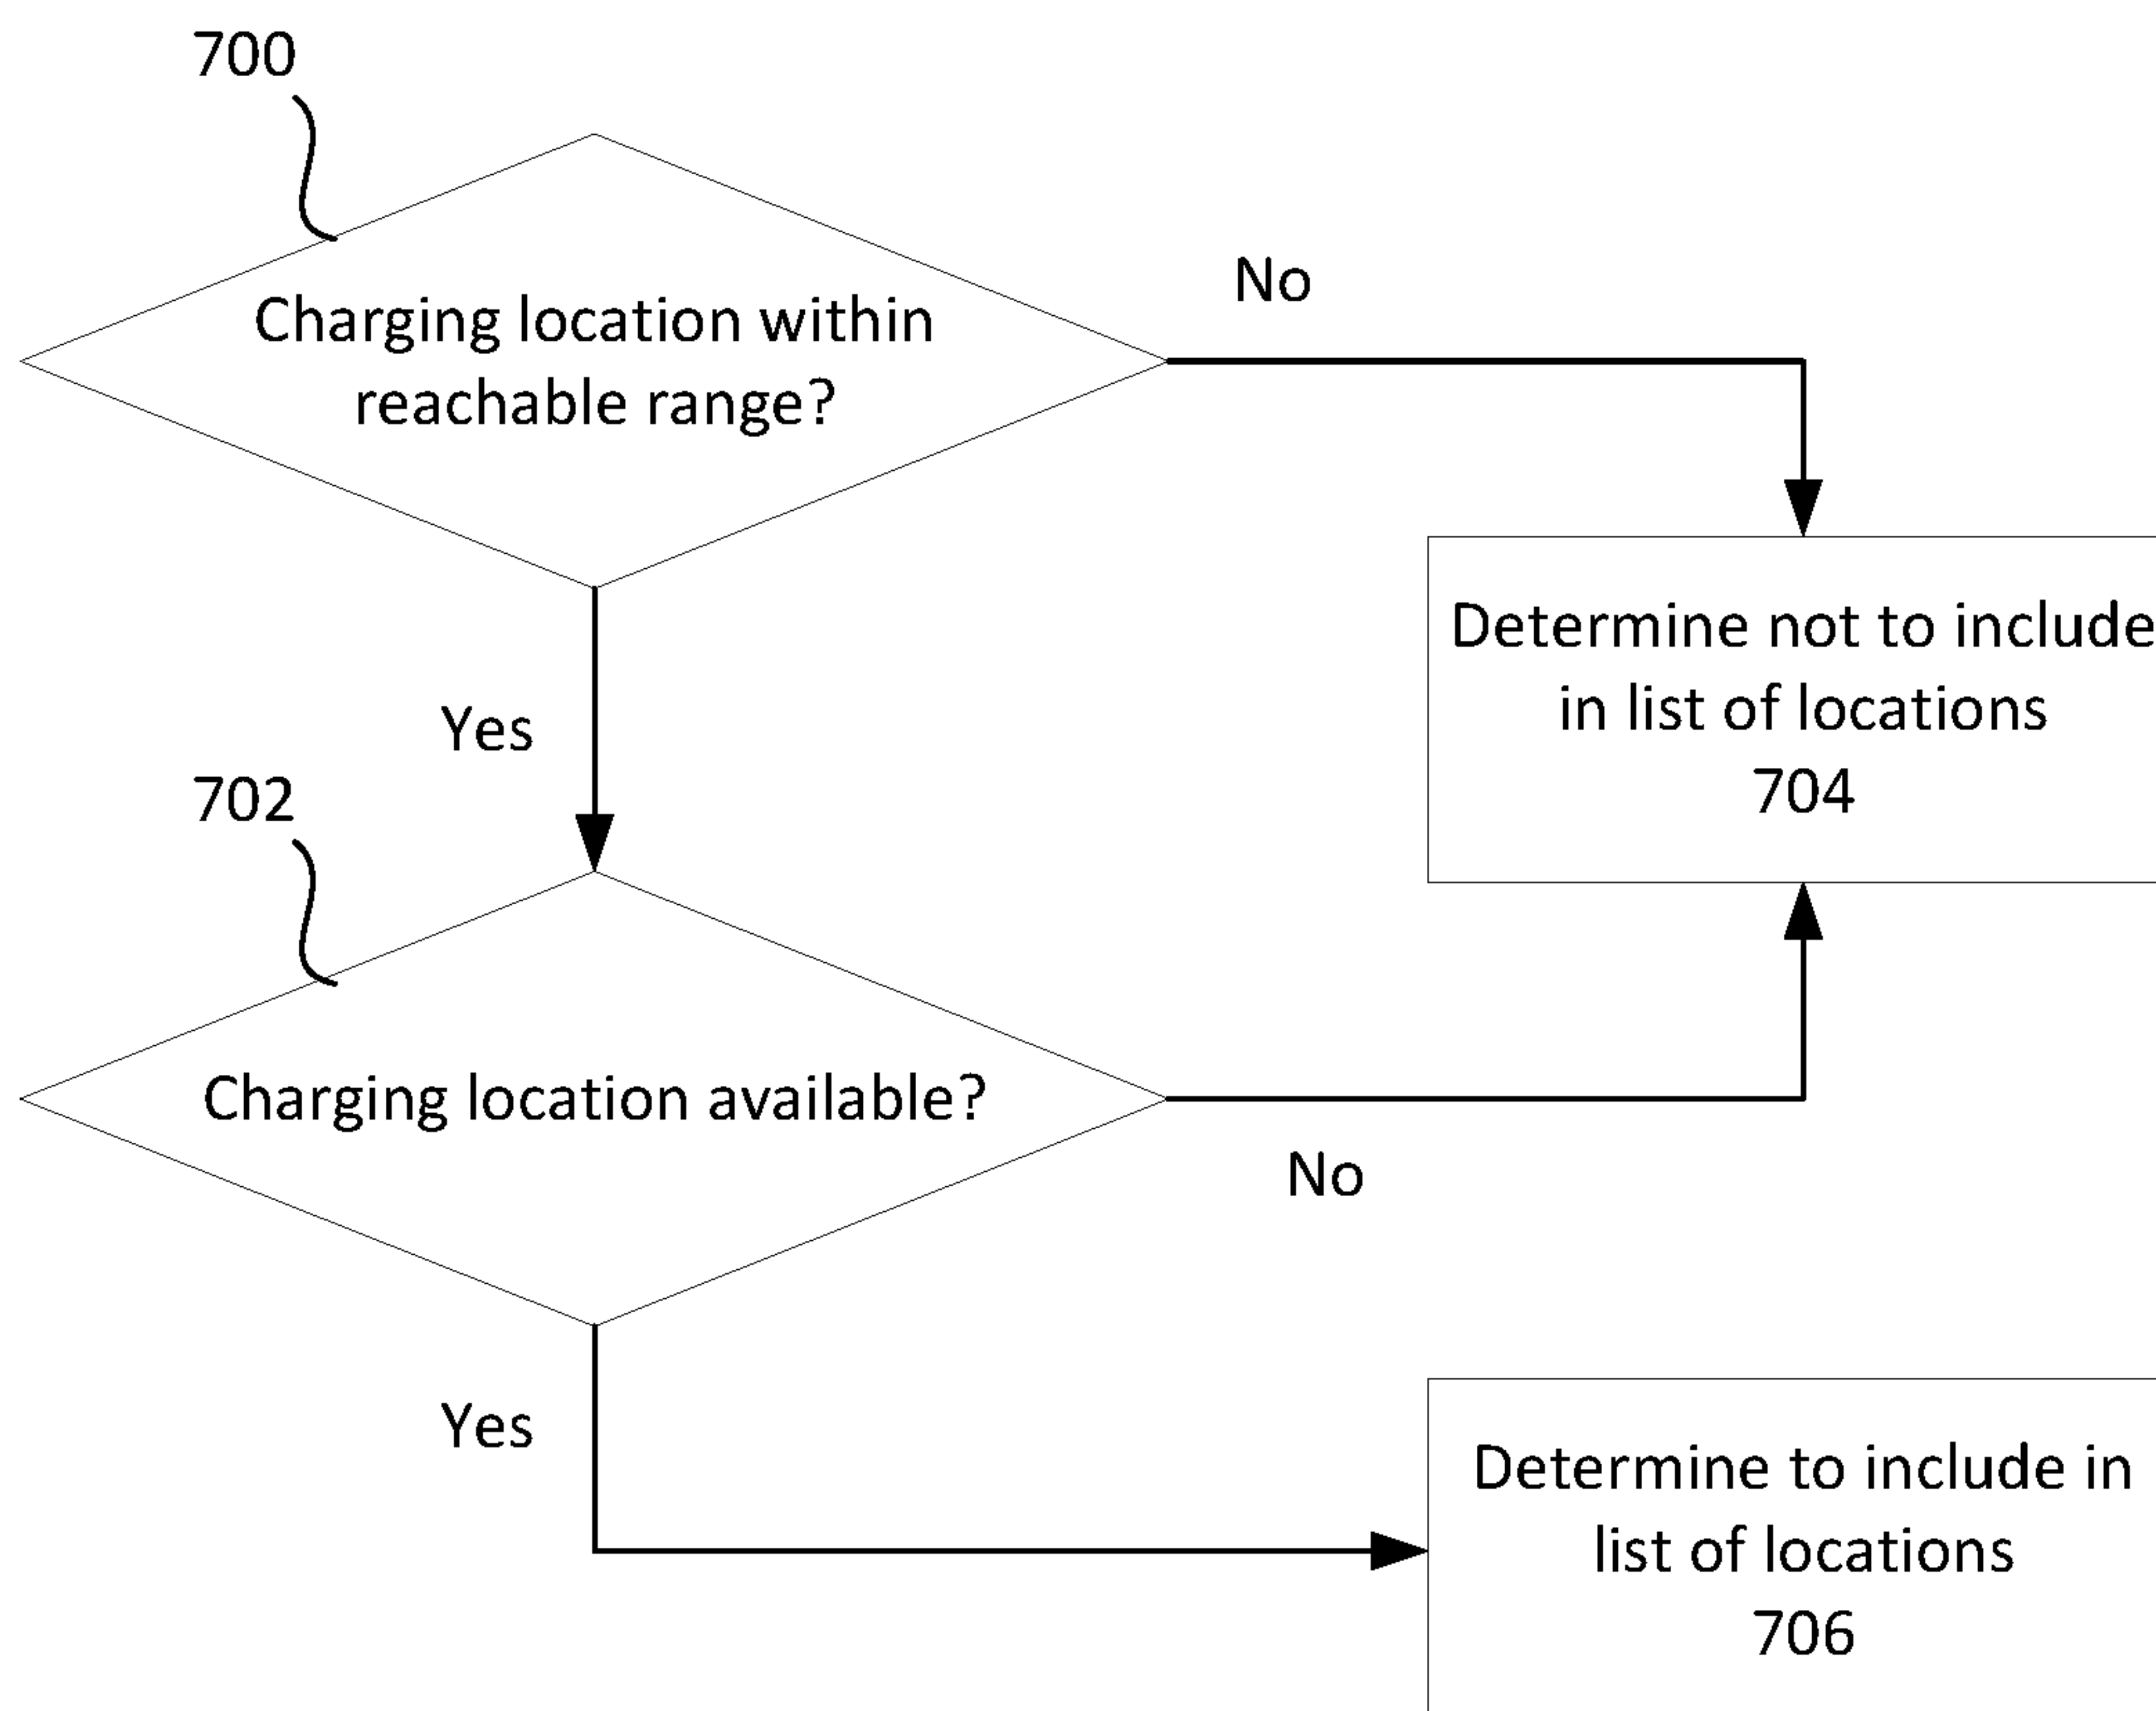 700
Charging location within
reachable range?
No
Determine not to include
in list of locations
704
Yes
702
Charging location available?
No
Yes
Determine to include in
list of locations
706